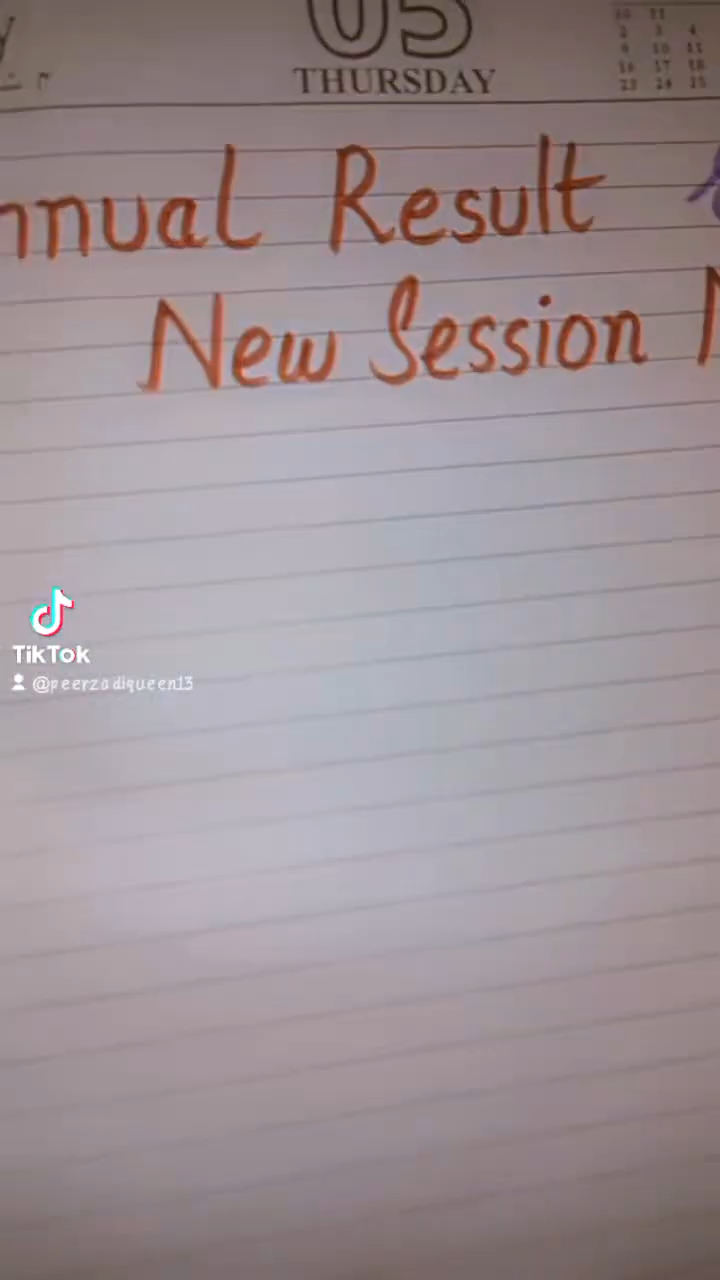 05
THURSDAY
nnual Result
New Session
TikTok
@peerzadiqueen13